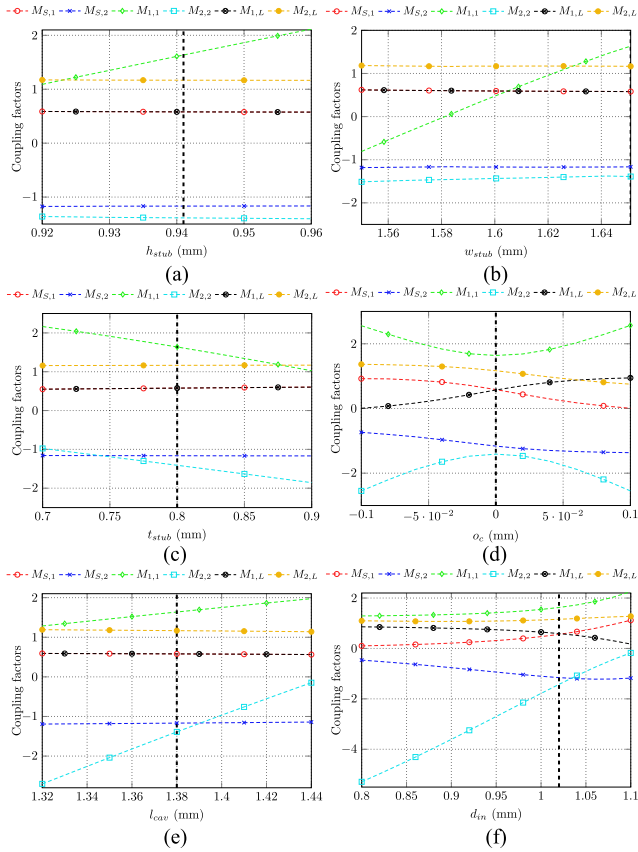 M_{S,1} M_{S,2} M_{1,1} M_{2,2} M_{1,L} M_{2,L}
Coupling factors
2
1
0
−1
0.92 0.93 0.94 0.95 0.96
h_{stub} (mm)
(a)
M_{S,1} M_{S,2} M_{1,1} M_{2,2} M_{1,L} M_{2,L}
Coupling factors
2
1
0
−1
−2
1.56 1.58 1.6 1.62 1.64
w_{stub} (mm)
(b)
M_{S,1} M_{S,2} M_{1,1} M_{2,2} M_{1,L} M_{2,L}
Coupling factors
2
1
0
−1
−2
0.7 0.75 0.8 0.85 0.9
t_{stub} (mm)
(c)
M_{S,1} M_{S,2} M_{1,1} M_{2,2} M_{1,L} M_{2,L}
Coupling factors
2
0
−2
−0.1 −5·10^{−2} 0 5·10^{−2} 0.1
o_c (mm)
(d)
M_{S,1} M_{S,2} M_{1,1} M_{2,2} M_{1,L} M_{2,L}
Coupling factors
2
1
0
−1
−2
1.32 1.34 1.36 1.38 1.4 1.42 1.44
l_{cav} (mm)
(e)
M_{S,1} M_{S,2} M_{1,1} M_{2,2} M_{1,L} M_{2,L}
Coupling factors
2
0
−2
−4
0.8 0.85 0.9 0.95 1 1.05 1.1
d_{in} (mm)
(f)